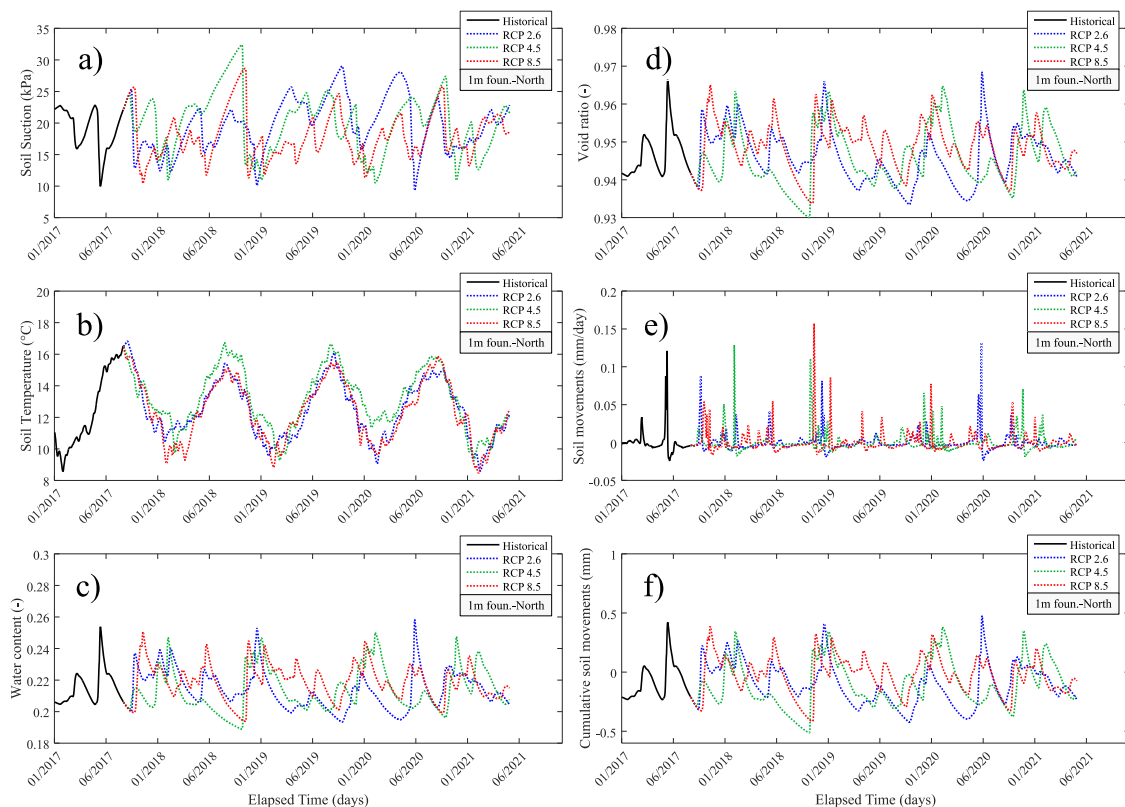 a)
Soil Suction (kPa)
35
30
25
20
15
10
5
01/2017
06/2017
01/2018
06/2018
01/2019
06/2019
01/2020
06/2020
01/2021
06/2021
Historical
RCP 2.6
RCP 4.5
RCP 8.5
1m foun.-North
d)
Void ratio (-)
0.98
0.97
0.96
0.95
0.94
0.93
01/2017
06/2017
01/2018
06/2018
01/2019
06/2019
01/2020
06/2020
01/2021
06/2021
Historical
RCP 2.6
RCP 4.5
RCP 8.5
1m foun.-North
b)
Soil Temperature (°C)
20
18
16
14
12
10
8
01/2017
06/2017
01/2018
06/2018
01/2019
06/2019
01/2020
06/2020
01/2021
06/2021
Historical
RCP 2.6
RCP 4.5
RCP 8.5
1m foun.-North
e)
Soil movements (mm/day)
0.2
0.15
0.1
0.05
0
-0.05
01/2017
06/2017
01/2018
06/2018
01/2019
06/2019
01/2020
06/2020
01/2021
06/2021
Historical
RCP 2.6
RCP 4.5
RCP 8.5
1m foun.-North
c)
Water content (-)
0.3
0.28
0.26
0.24
0.22
0.2
0.18
01/2017
06/2017
01/2018
06/2018
01/2019
06/2019
01/2020
06/2020
01/2021
06/2021
Elapsed Time (days)
Historical
RCP 2.6
RCP 4.5
RCP 8.5
1m foun.-North
f)
Cumulative soil movements (mm)
1
0.5
0
-0.5
01/2017
06/2017
01/2018
06/2018
01/2019
06/2019
01/2020
06/2020
01/2021
06/2021
Elapsed Time (days)
Historical
RCP 2.6
RCP 4.5
RCP 8.5
1m foun.-North